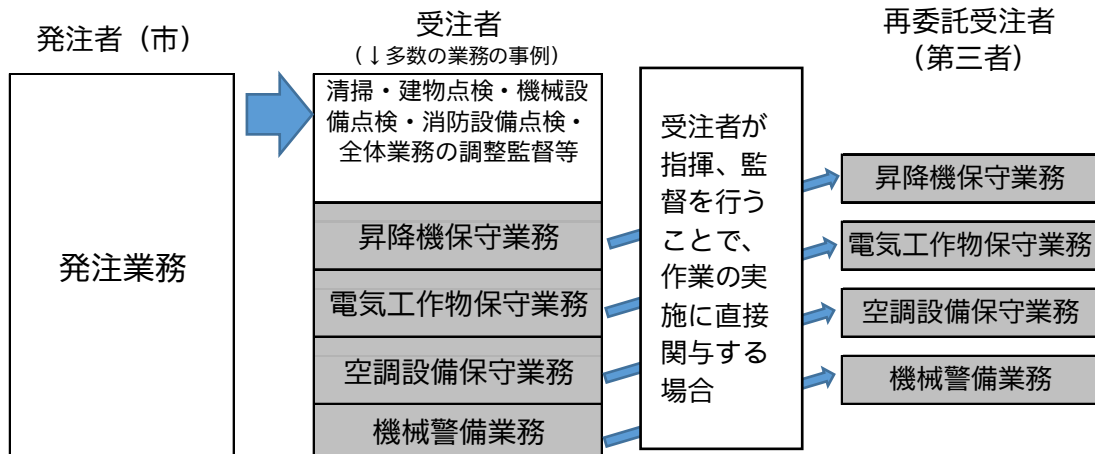 発注者（市）
受注者
（↓多数の業務の事例）
再委託受注者
（第三者）
発注業務
清掃・建物点検・機械設
備点検・消防設備点検・
全体業務の調整監督等
昇降機保守業務
電気工作物保守業務
空調設備保守業務
機械警備業務
受注者が
指揮、監
督を行う
ことで、
作業の実
施に直接
関与する
場合
昇降機保守業務
電気工作物保守業務
空調設備保守業務
機械警備業務